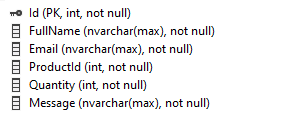 Id (PK, int, not null)
FullName (nvarchar(max), not null)
Email (nvarchar(max), not null)
ProductId (int, not null)
Quantity (int, not null)
Message (nvarchar(max), not null)